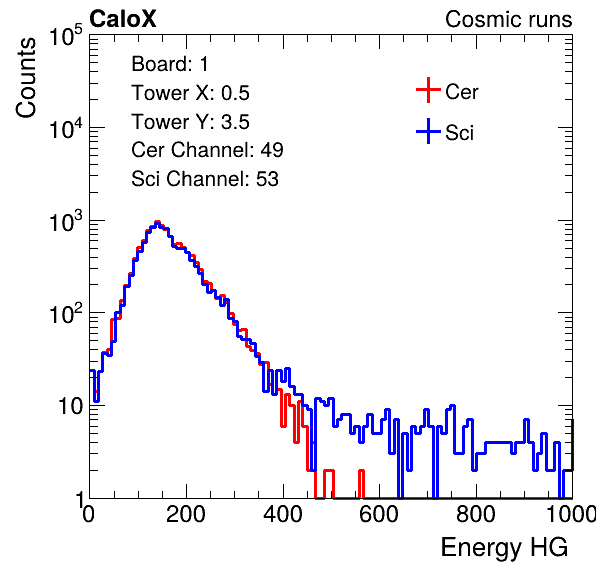 CaloX Cosmic runs
Counts
10^5
10^4
10^3
10^2
10
1
Board: 1
Tower X: 0.5
Tower Y: 3.5
Cer Channel: 49
Sci Channel: 53
Cer
Sci
0 200 400 600 800 1000
Energy HG